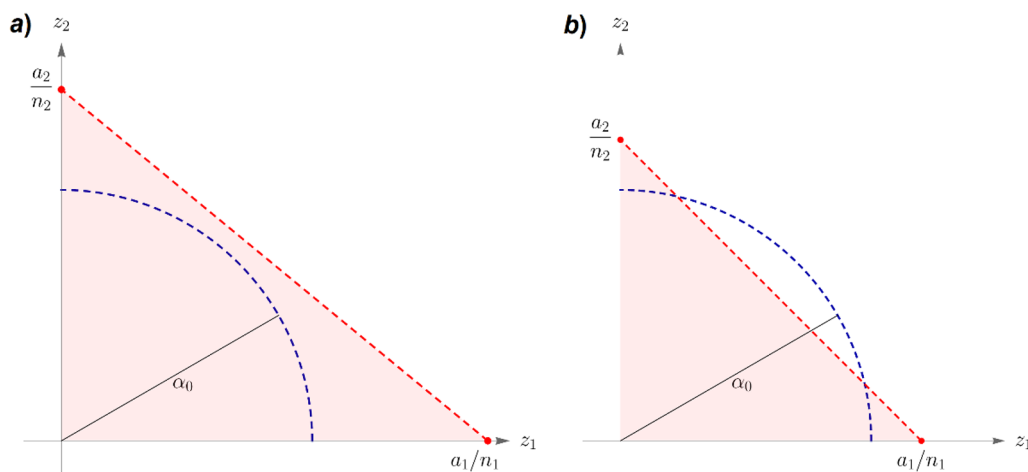 a)
z₂
a₂
n₂
α₀
z₁
a₁/n₁
b)
z₂
a₂
n₂
α₀
z₁
a₁/n₁